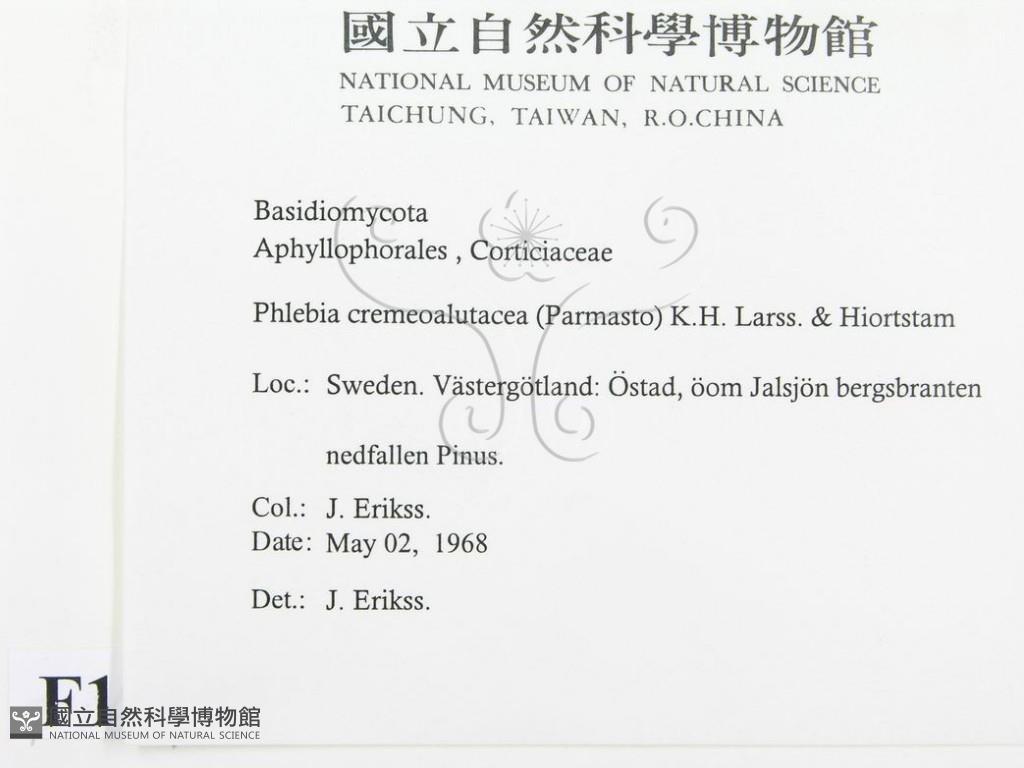 國立自然科學博物館
NATIONAL MUSEUM OF NATURAL SCIENCE
TAICHUNG, TAIWAN, R.O.CHINA
Basidiomycota
Aphyllophorales , Corticiaceae
Phlebia cremeoalutacea (Parmasto) K.H. Larss. & Hiortstam
Loc.: Sweden. Västergötland: Östad, öom Jalsjön bergsbranten
nedfallen Pinus.
Col.: J. Erikss.
Date: May 02, 1968
Det.: J. Erikss.
F1
國立自然科學博物館
NATIONAL MUSEUM OF NATURAL SCIENCE